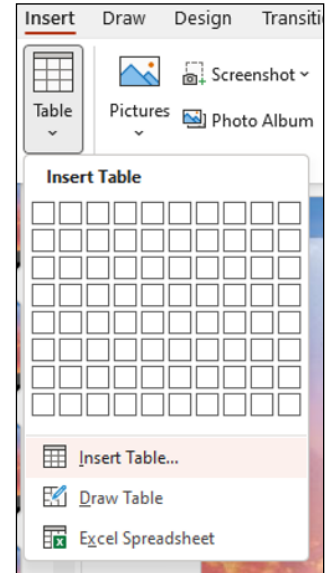 Insert Draw Design Transiti
Table
Pictures
Screenshot
Photo Album
Insert Table
Insert Table...
Draw Table
Excel Spreadsheet